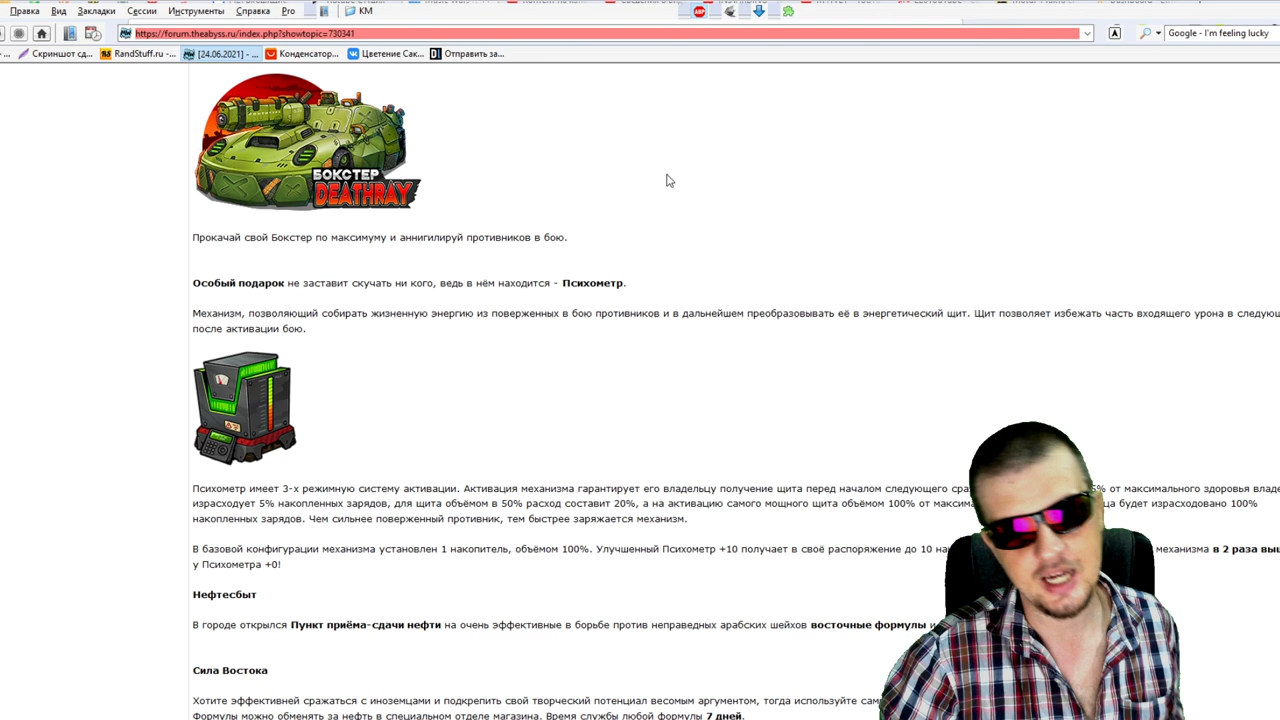 Правка Вид Закладки Сессии Инструменты Справка Pro КМ ABP
https://forum.theabyss.ru/index.php?showtopic=730341 Google - I'm feeling lucky
... Скриншот сд... RandStuff.ru -... [24.06.2021] - ... Конденсатор... Цветение Сак... Отправить за...
БОКСТЕР
DEATHRAY
Прокачай свой Бокстер по максимуму и аннигилируй противников в бою.
Особый подарок не заставит скучать ни кого, ведь в нём находится - Психометр.
Механизм, позволяющий собирать жизненную энергию из поверженных в бою противников и в дальнейшем преобразовывать её в энергетический щит. Щит позволяет избежать часть входящего урона в следующ
после активации бою.
Психометр имеет 3-х режимную систему активации. Активация механизма гарантирует его владельцу получение щита перед началом следующего сра 5% от максимального здоровья владе
израсходует 5% накопленных зарядов, для щита объёмом в 50% расход составит 20%, а на активацию самого мощного щита объёмом 100% от максима ца будет израсходовано 100%
накопленных зарядов. Чем сильнее поверженный противник, тем быстрее заряжается механизм.
В базовой конфигурации механизма установлен 1 накопитель, объёмом 100%. Улучшенный Психометр +10 получает в своё распоряжение до 10 на механизма в 2 раза выш
у Психометра +0!
Нефтесбыт
В городе открылся Пункт приёма-сдачи нефти на очень эффективные в борьбе против неправедных арабских шейхов восточные формулы и
Сила Востока
Хотите эффективней сражаться с иноземцами и подкрепить свой творческий потенциал весомым аргументом, тогда используйте сам
Формулы можно обменять за нефть в специальном отделе магазина. Время службы любой формулы 7 дней.